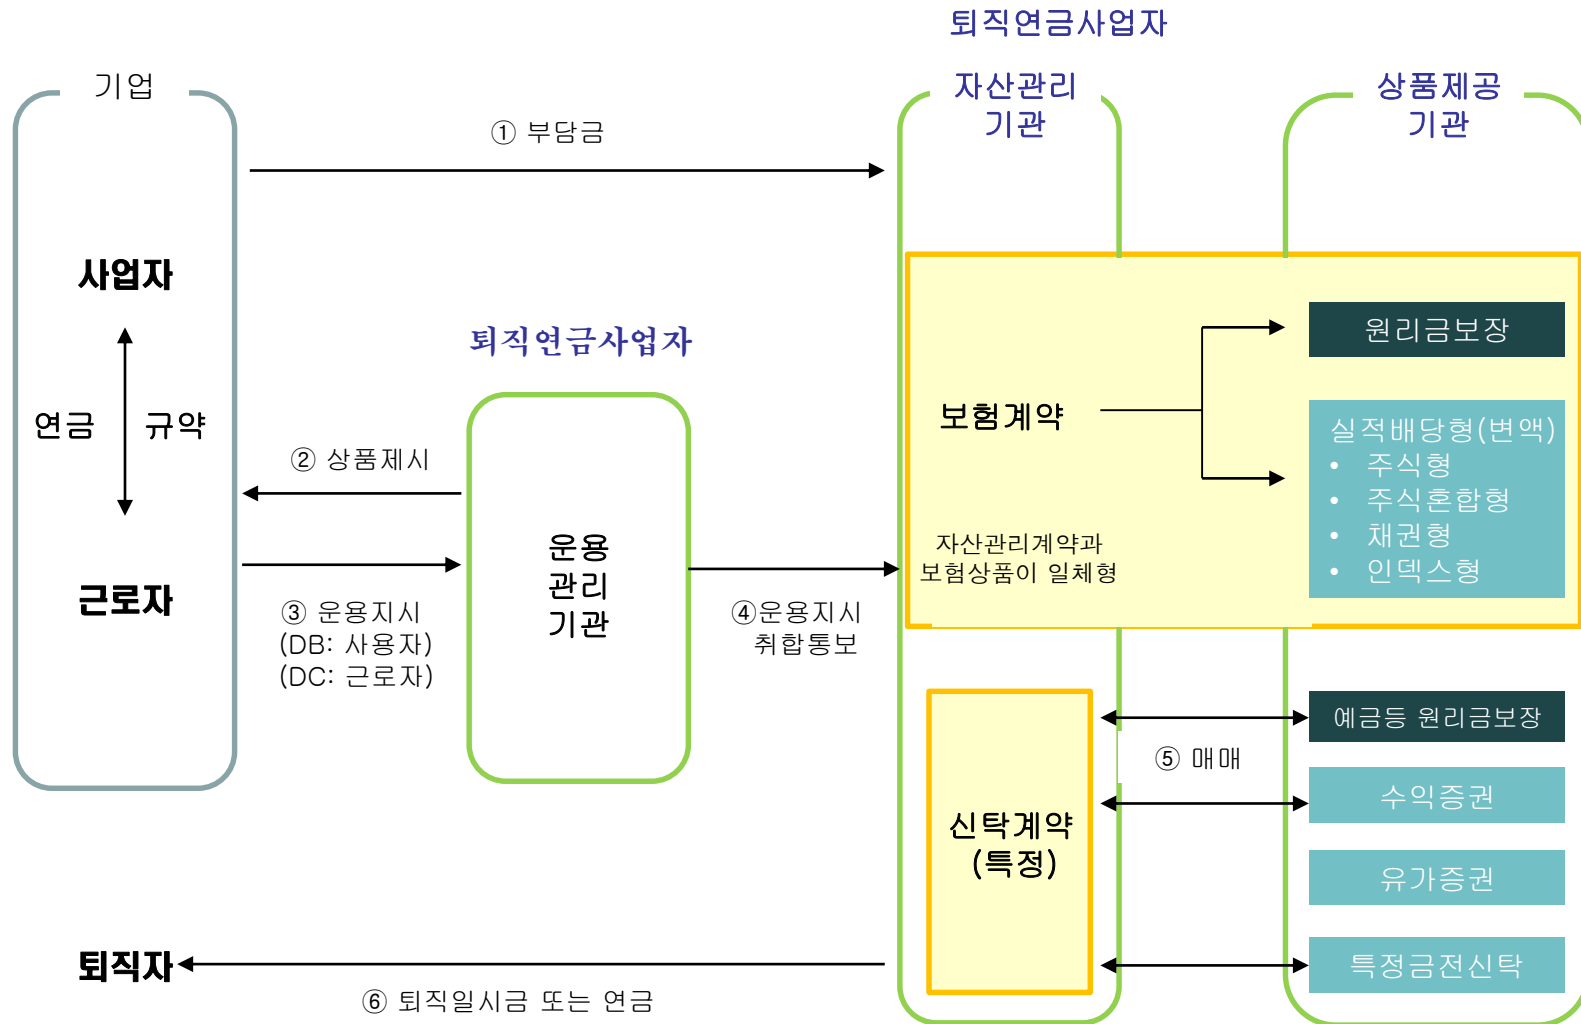 퇴직연금사업자
기업
자산관리
기관
상품제공
기관
① 부담금
사업자
연금
규약
근로자
퇴직연금사업자
② 상품제시
③ 운용지시
(DB: 사용자)
(DC: 근로자)
운용
관리
기관
④운용지시
취합통보
보험계약
자산관리계약과
보험상품이 일체형
원리금보장
실적배당형(변액)
• 주식형
• 주식혼합형
• 채권형
• 인덱스형
신탁계약
(특정)
⑤ 매매
예금등 원리금보장
수익증권
유가증권
특정금전신탁
퇴직자
⑥ 퇴직일시금 또는 연금